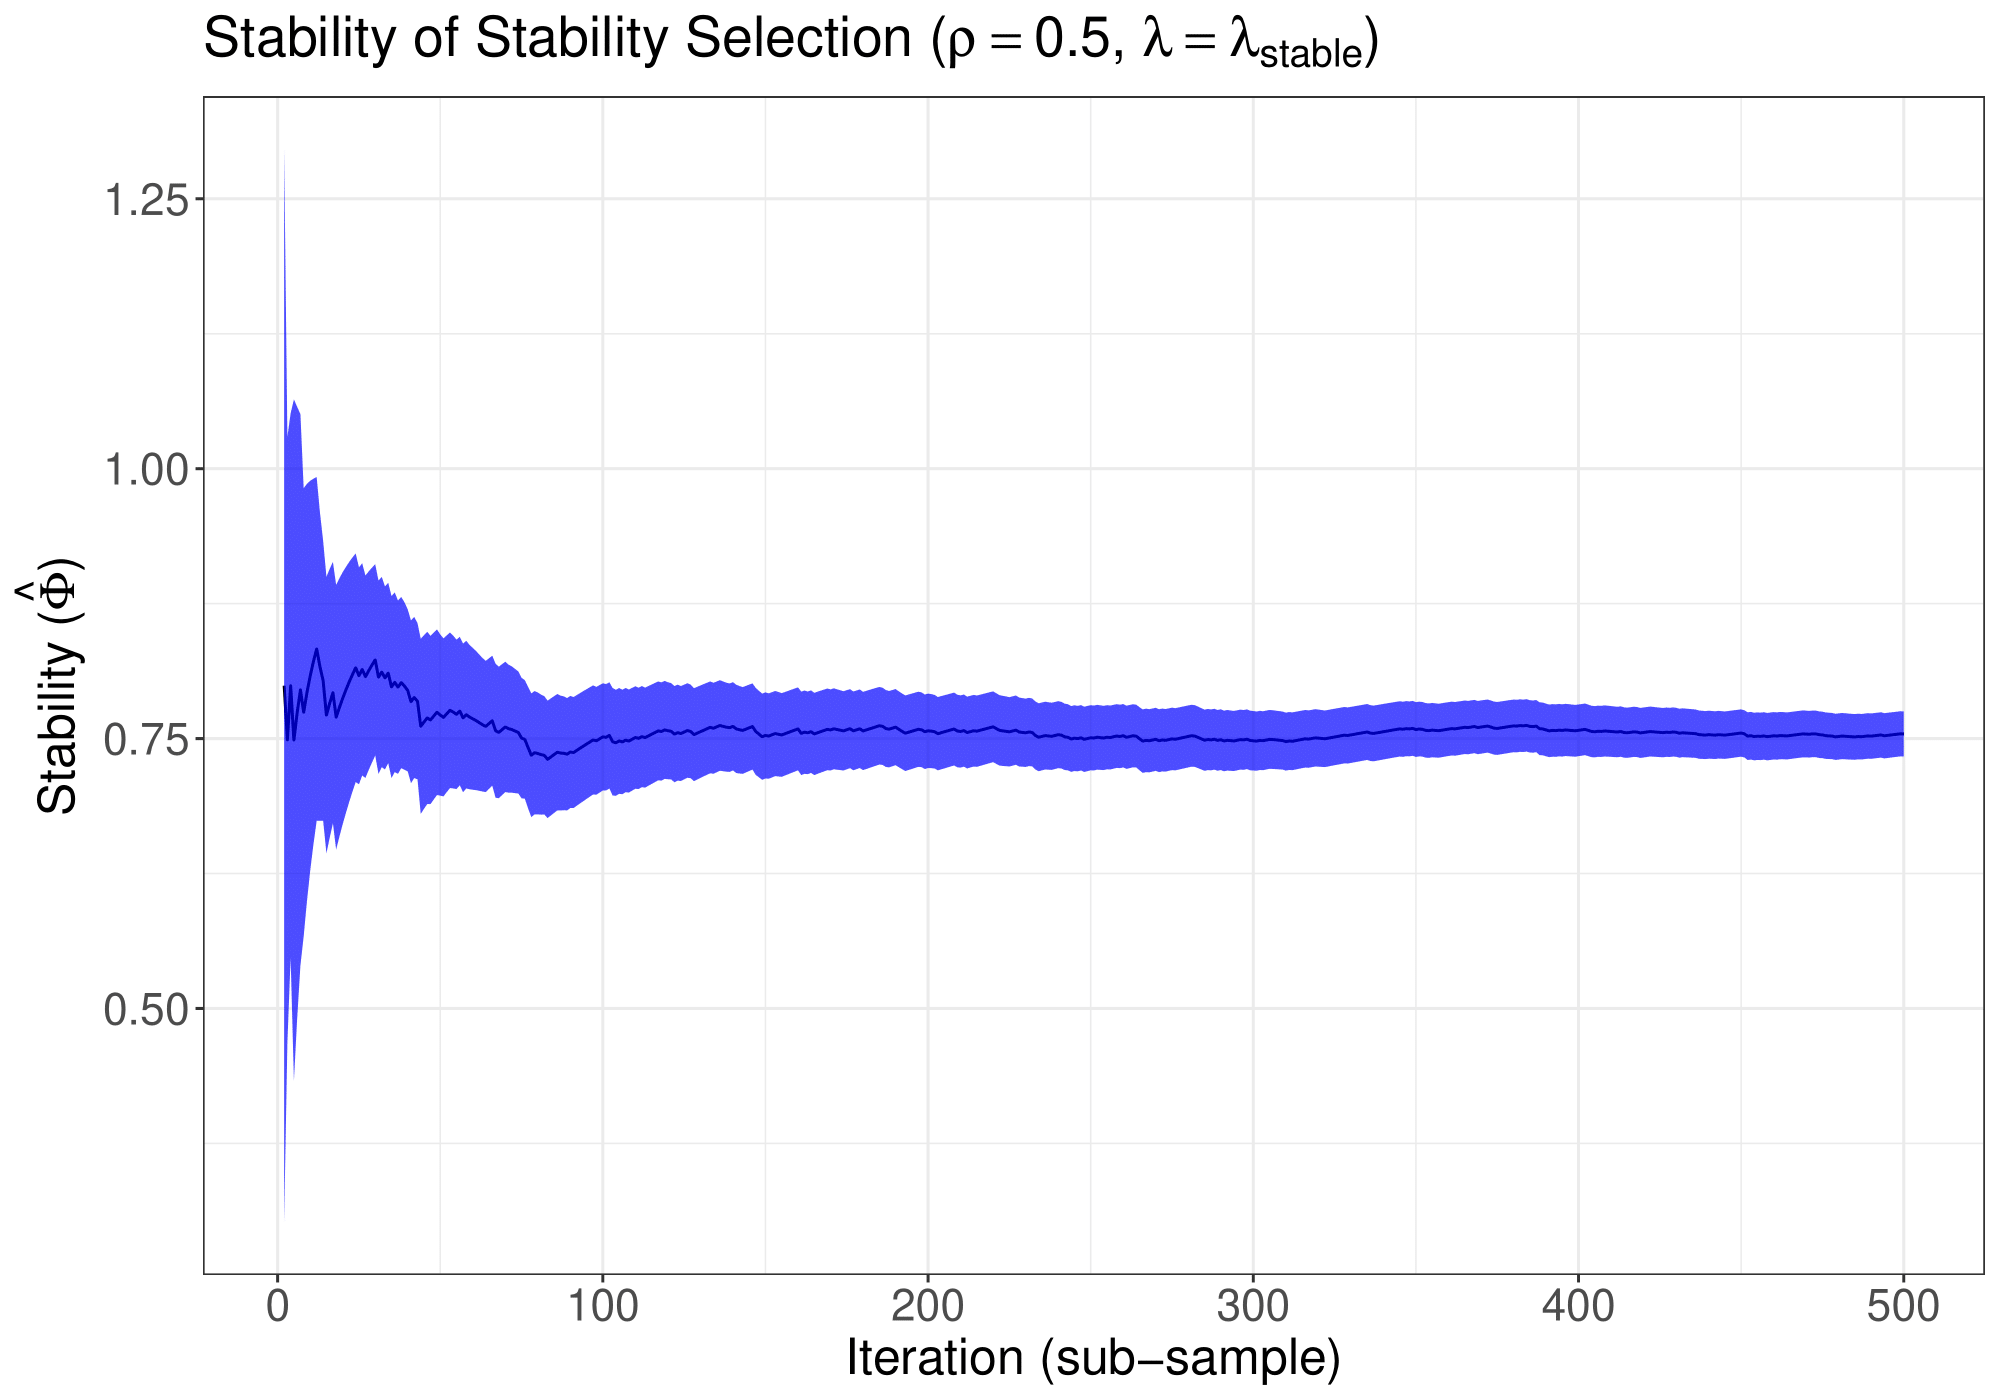 Stability of Stability Selection (ρ = 0.5, λ = λstable)
Stability (Φ̂)
1.25
1.00
0.75
0.50
0 100 200 300 400 500
Iteration (sub−sample)